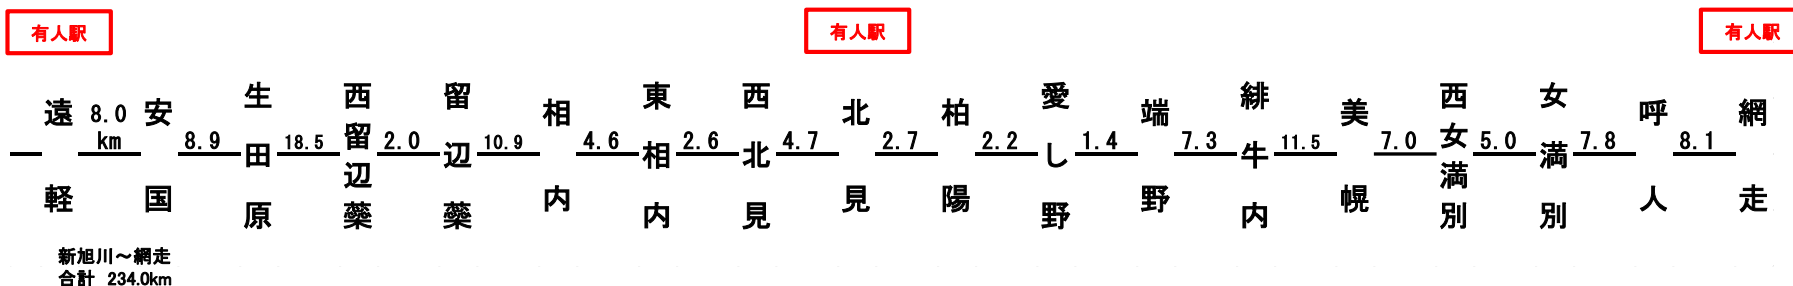 有人駅
有人駅
有人駅
遠軽
8.0
km
安国
8.9
生田原
18.5
西留辺蘂
2.0
留辺蘂
10.9
相内
4.6
東相内
2.6
西北見
4.7
北見
2.7
柏陽
2.2
愛し野
1.4
端野
7.3
緋牛内
11.5
美幌
7.0
西女満別
5.0
女満別
7.8
呼人
8.1
網走
新旭川～網走
合計 234.0km